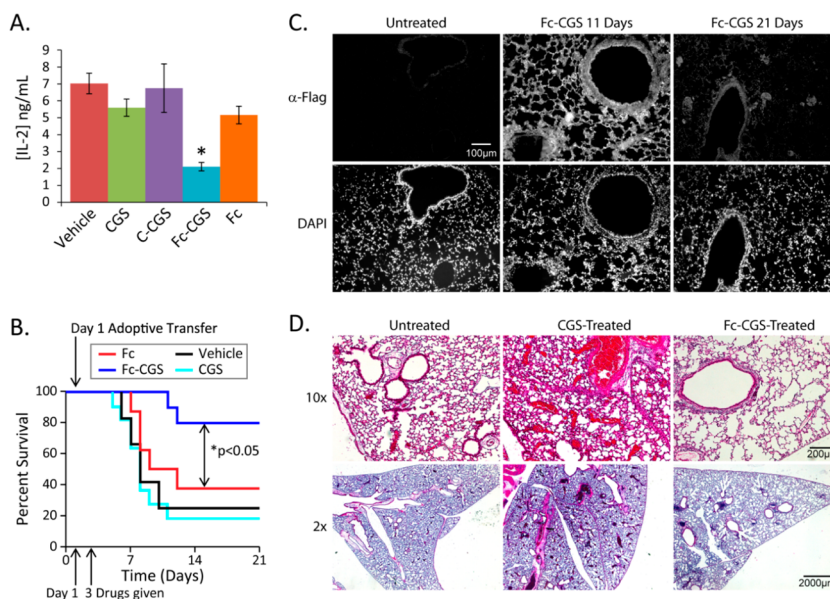 A.
[IL-2] ng/mL
9
8
7
6
5
4
3
2
1
0
*
Vehicle
CGS
C-CGS
Fc-CGS
Fc
B.
Day 1 Adoptive Transfer
Fc
Vehicle
Fc-CGS
CGS
Percent Survival
100
80
60
40
20
0
*p<0.05
0
7
14
21
Time (Days)
Day 1
3 Drugs given
C.
Untreated
Fc-CGS 11 Days
Fc-CGS 21 Days
α-Flag
100μm
DAPI
D.
Untreated
CGS-Treated
Fc-CGS-Treated
10x
200μm
2x
2000μm